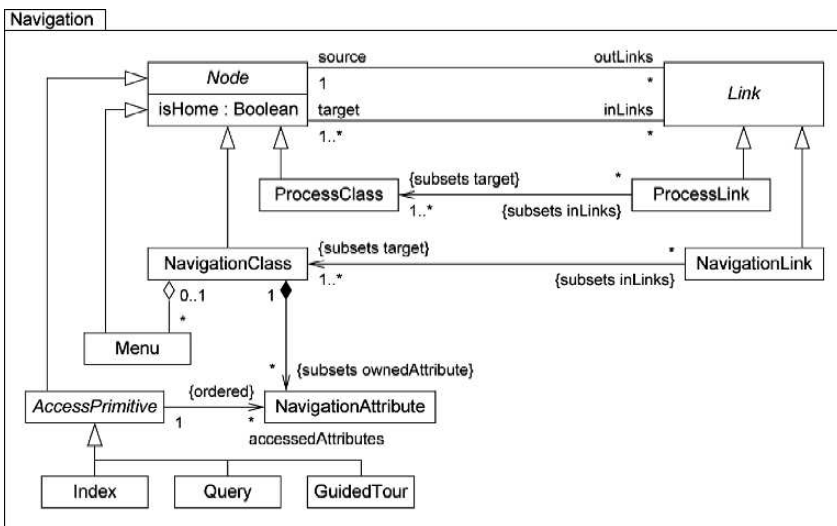 Navigation
source
outLinks
Node
1
*
Link
isHome : Boolean
target
inLinks
1..*
*
{subsets target}
*
ProcessClass
ProcessLink
1..*
{subsets inLinks}
{subsets target}
*
NavigationClass
NavigationLink
1..*
{subsets inLinks}
0..1
1
*
Menu
*
{subsets ownedAttribute}
{ordered}
AccessPrimitive
NavigationAttribute
1
*
accessedAttributes
Index
Query
GuidedTour